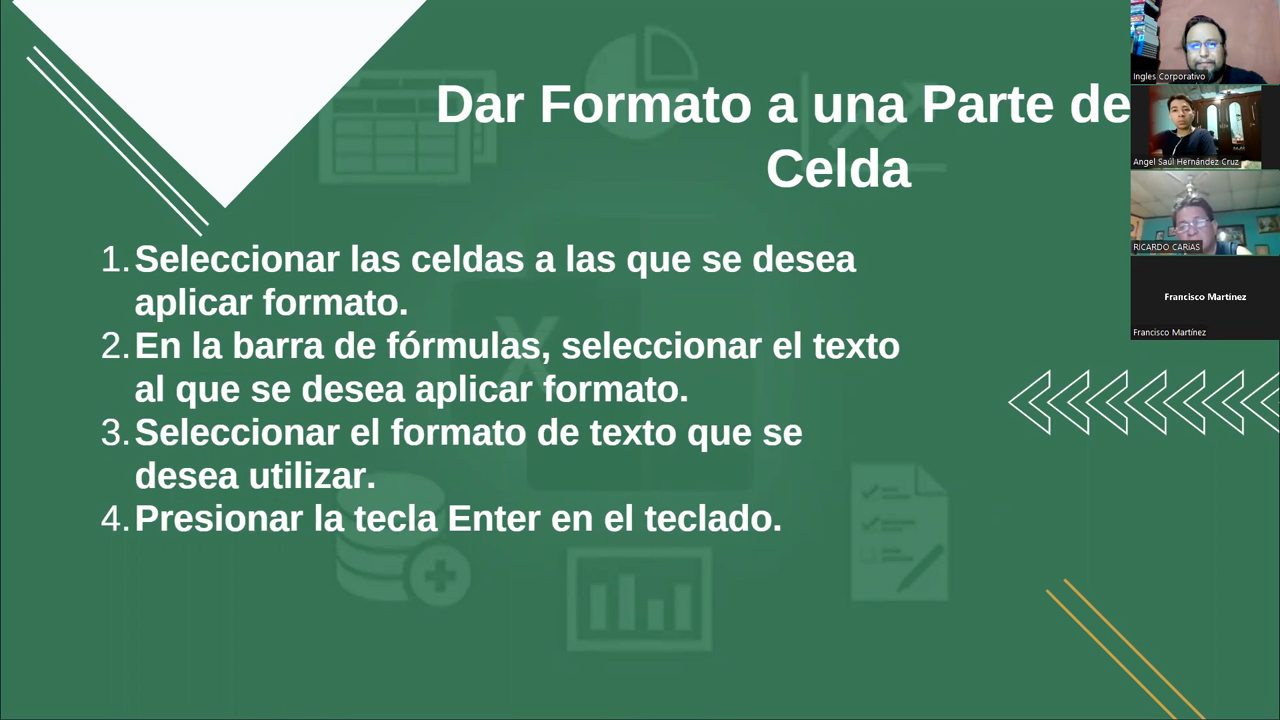 Dar Formato a una Parte de
Celda
1. Seleccionar las celdas a las que se desea
aplicar formato.
2. En la barra de fórmulas, seleccionar el texto
al que se desea aplicar formato.
3. Seleccionar el formato de texto que se
desea utilizar.
4. Presionar la tecla Enter en el teclado.
X
Ingles Corporativo
Angel Saúl Hernández Cruz
RICARDO CARÍAS
Francisco Martínez
Francisco Martínez